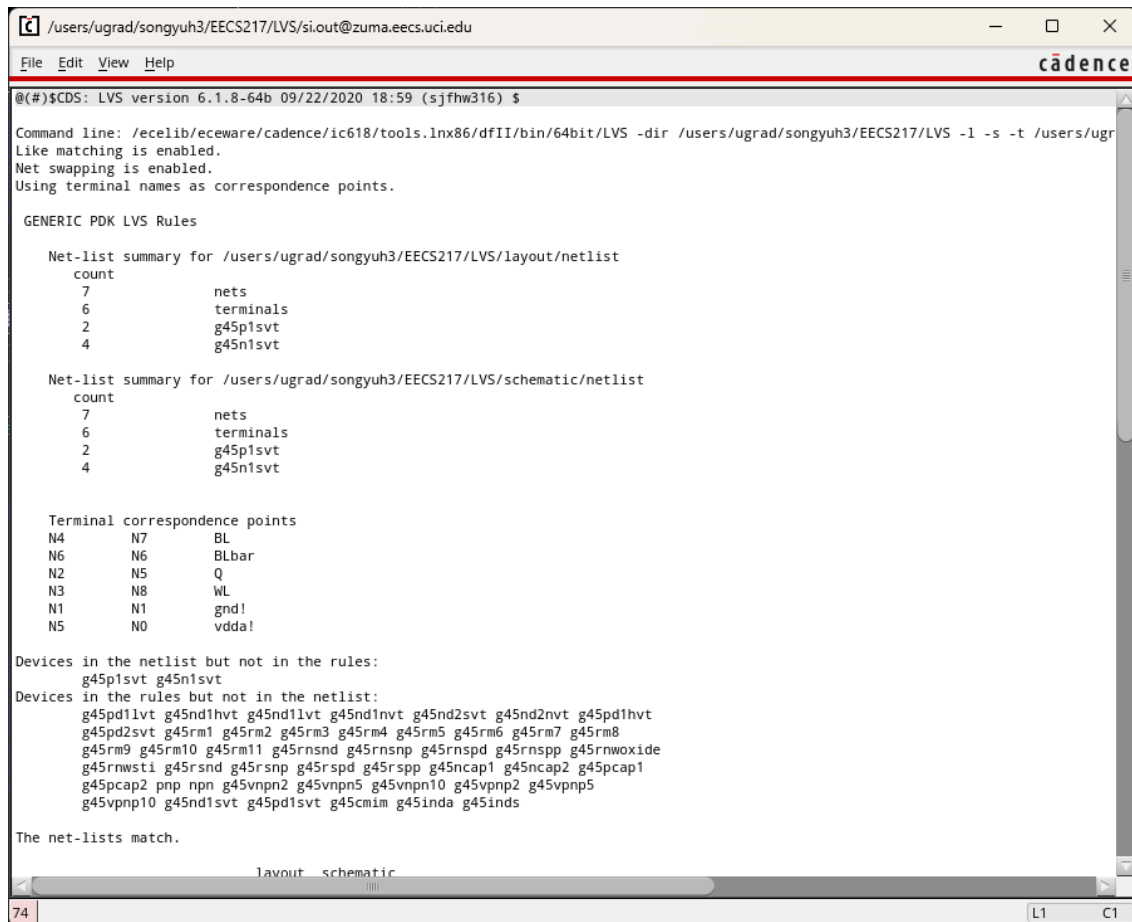 /users/ugrad/songyuh3/EECS217/LVS/si.out@zuma.eecs.uci.edu
File Edit View Help
cādence
@(#)$CDS: LVS version 6.1.8-64b 09/22/2020 18:59 (sjfhw316) $
Command line: /ecelib/eceware/cadence/ic618/tools.lnx86/dfII/bin/64bit/LVS -dir /users/ugrad/songyuh3/EECS217/LVS -l -s -t /users/ugr
Like matching is enabled.
Net swapping is enabled.
Using terminal names as correspondence points.
GENERIC PDK LVS Rules
Net-list summary for /users/ugrad/songyuh3/EECS217/LVS/layout/netlist
count
7 nets
6 terminals
2 g45p1svt
4 g45n1svt
Net-list summary for /users/ugrad/songyuh3/EECS217/LVS/schematic/netlist
count
7 nets
6 terminals
2 g45p1svt
4 g45n1svt
Terminal correspondence points
N4 N7 BL
N6 N6 BLbar
N2 N5 Q
N3 N8 WL
N1 N1 gnd!
N5 N0 vdda!
Devices in the netlist but not in the rules:
g45p1svt g45n1svt
Devices in the rules but not in the netlist:
g45pd1lvt g45nd1hvt g45nd1lvt g45nd1nvt g45nd2svt g45nd2nvt g45pd1hvt
g45pd2svt g45rm1 g45rm2 g45rm3 g45rm4 g45rm5 g45rm6 g45rm7 g45rm8
g45rm9 g45rm10 g45rm11 g45rnsnd g45rnsnp g45rnspd g45rnspp g45rnwoxide
g45rnwsti g45rsnd g45rsnp g45rspd g45rspp g45ncap1 g45ncap2 g45pcap1
g45pcap2 pnp npn g45vnpn2 g45vnpn5 g45vnpn10 g45vpnp2 g45vpnp5
g45vpnp10 g45nd1svt g45pd1svt g45cmim g45inda g45inds
The net-lists match.
layout schematic
74 L1 C1